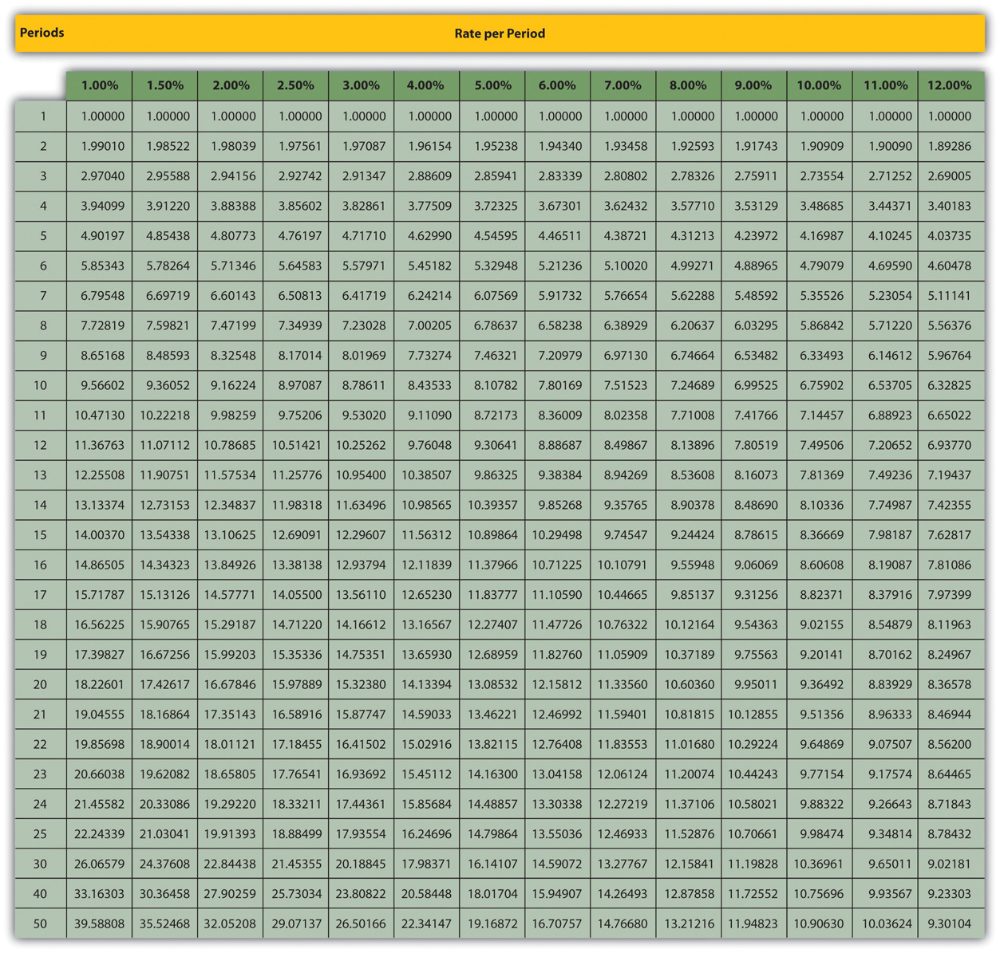 Periods Rate per Period
1.00% 1.50% 2.00% 2.50% 3.00% 4.00% 5.00% 6.00% 7.00% 8.00% 9.00% 10.00% 11.00% 12.00%
1 1.00000 1.00000 1.00000 1.00000 1.00000 1.00000 1.00000 1.00000 1.00000 1.00000 1.00000 1.00000 1.00000 1.00000
2 1.99010 1.98522 1.98039 1.97561 1.97087 1.96154 1.95238 1.94340 1.93458 1.92593 1.91743 1.90909 1.90090 1.89286
3 2.97040 2.95588 2.94156 2.92742 2.91347 2.88609 2.85941 2.83339 2.80802 2.78326 2.75911 2.73554 2.71252 2.69005
4 3.94099 3.91220 3.88388 3.85602 3.82861 3.77509 3.72325 3.67301 3.62432 3.57710 3.53129 3.48685 3.44371 3.40183
5 4.90197 4.85438 4.80773 4.76197 4.71710 4.62990 4.54595 4.46511 4.38721 4.31213 4.23972 4.16987 4.10245 4.03735
6 5.85343 5.78264 5.71346 5.64583 5.57971 5.45182 5.32948 5.21236 5.10020 4.99271 4.88965 4.79079 4.69590 4.60478
7 6.79548 6.69719 6.60143 6.50813 6.41719 6.24214 6.07569 5.91732 5.76654 5.62288 5.48592 5.35526 5.23054 5.11141
8 7.72819 7.59821 7.47199 7.34939 7.23028 7.00205 6.78637 6.58238 6.38929 6.20637 6.03295 5.86842 5.71220 5.56376
9 8.65168 8.48593 8.32548 8.17014 8.01969 7.73274 7.46321 7.20979 6.97130 6.74664 6.53482 6.33493 6.14612 5.96764
10 9.56602 9.36052 9.16224 8.97087 8.78611 8.43533 8.10782 7.80169 7.51523 7.24689 6.99525 6.75902 6.53705 6.32825
11 10.47130 10.22218 9.98259 9.75206 9.53020 9.11090 8.72173 8.36009 8.02358 7.71008 7.41766 7.14457 6.88923 6.65022
12 11.36763 11.07112 10.78685 10.51421 10.25262 9.76048 9.30641 8.88687 8.49867 8.13896 7.80519 7.49506 7.20652 6.93770
13 12.25508 11.90751 11.57534 11.25776 10.95400 10.38507 9.86325 9.38384 8.94269 8.53608 8.16073 7.81369 7.49236 7.19437
14 13.13374 12.73153 12.34837 11.98318 11.63496 10.98565 10.39357 9.85268 9.35765 8.90378 8.48690 8.10336 7.74987 7.42355
15 14.00370 13.54338 13.10625 12.69091 12.29607 11.56312 10.89864 10.29498 9.74547 9.24424 8.78615 8.36669 7.98187 7.62817
16 14.86505 14.34323 13.84926 13.38138 12.93794 12.11839 11.37966 10.71225 10.10791 9.55948 9.06069 8.60608 8.19087 7.81086
17 15.71787 15.13126 14.57771 14.05500 13.56110 12.65230 11.83777 11.10590 10.44665 9.85137 9.31256 8.82371 8.37916 7.97399
18 16.56225 15.90765 15.29187 14.71220 14.16612 13.16567 12.27407 11.47726 10.76322 10.12164 9.54363 9.02155 8.54879 8.11963
19 17.39827 16.67256 15.99203 15.35336 14.75351 13.65930 12.68959 11.82760 11.05909 10.37189 9.75563 9.20141 8.70162 8.24967
20 18.22601 17.42617 16.67846 15.97889 15.32380 14.13394 13.08532 12.15812 11.33560 10.60360 9.95011 9.36492 8.83929 8.36578
21 19.04555 18.16864 17.35143 16.58916 15.87747 14.59033 13.46221 12.46992 11.59401 10.81815 10.12855 9.51356 8.96333 8.46944
22 19.85698 18.90014 18.01121 17.18455 16.41502 15.02916 13.82115 12.76408 11.83553 11.01680 10.29224 9.64869 9.07507 8.56200
23 20.66038 19.62082 18.65805 17.76541 16.93692 15.45112 14.16300 13.04158 12.06124 11.20074 10.44243 9.77154 9.17574 8.64465
24 21.45582 20.33086 19.29220 18.33211 17.44361 15.85684 14.48857 13.30338 12.27219 11.37106 10.58021 9.88322 9.26643 8.71843
25 22.24339 21.03041 19.91393 18.88499 17.93554 16.24696 14.79864 13.55036 12.46933 11.52876 10.70661 9.98474 9.34814 8.78432
30 26.06579 24.37608 22.84438 21.45355 20.18845 17.98371 16.14107 14.59072 13.27767 12.15841 11.19828 10.36961 9.65011 9.02181
40 33.16303 30.36458 27.90259 25.73034 23.80822 20.58448 18.01704 15.94907 14.26493 12.87858 11.72552 10.75696 9.93567 9.23303
50 39.58808 35.52468 32.05208 29.07137 26.50166 22.34147 19.16872 16.70757 14.76680 13.21216 11.94823 10.90630 10.03624 9.30104